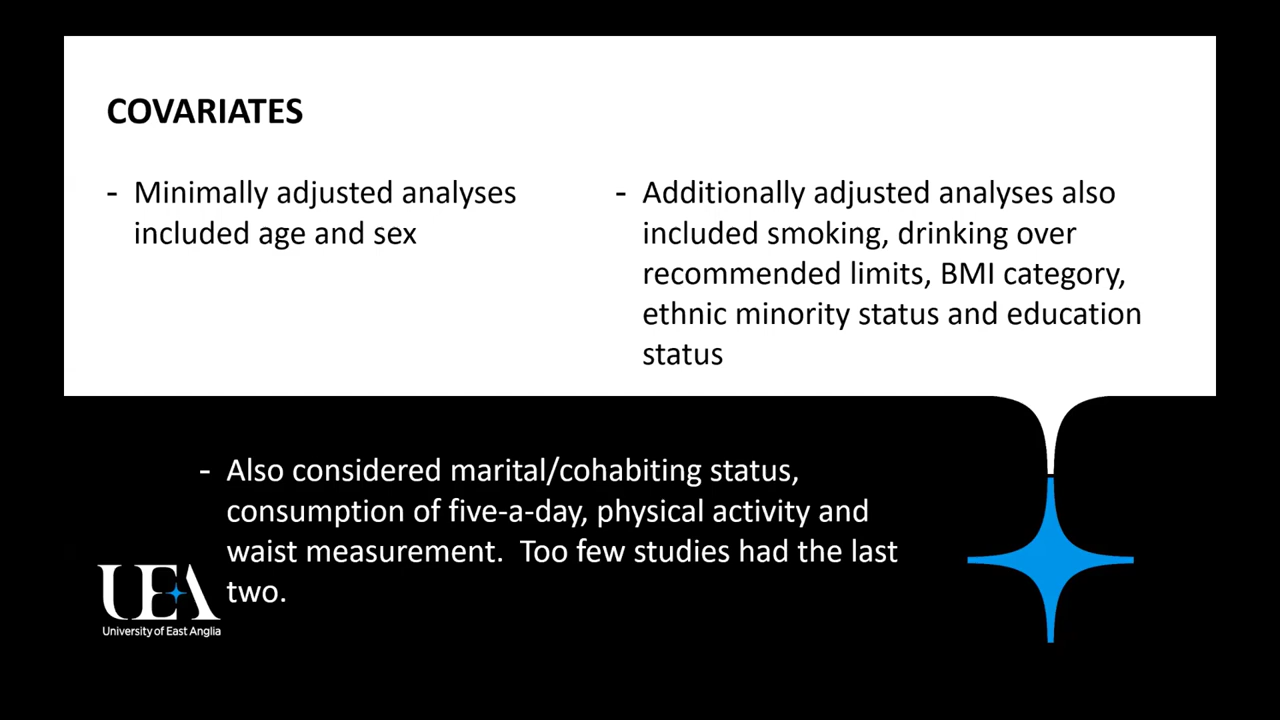 COVARIATES
- Minimally adjusted analyses
included age and sex
- Additionally adjusted analyses also
included smoking, drinking over
recommended limits, BMI category,
ethnic minority status and education
status
- Also considered marital/cohabiting status,
consumption of five-a-day, physical activity and
waist measurement.  Too few studies had the last
two.
UEA
University of East Anglia